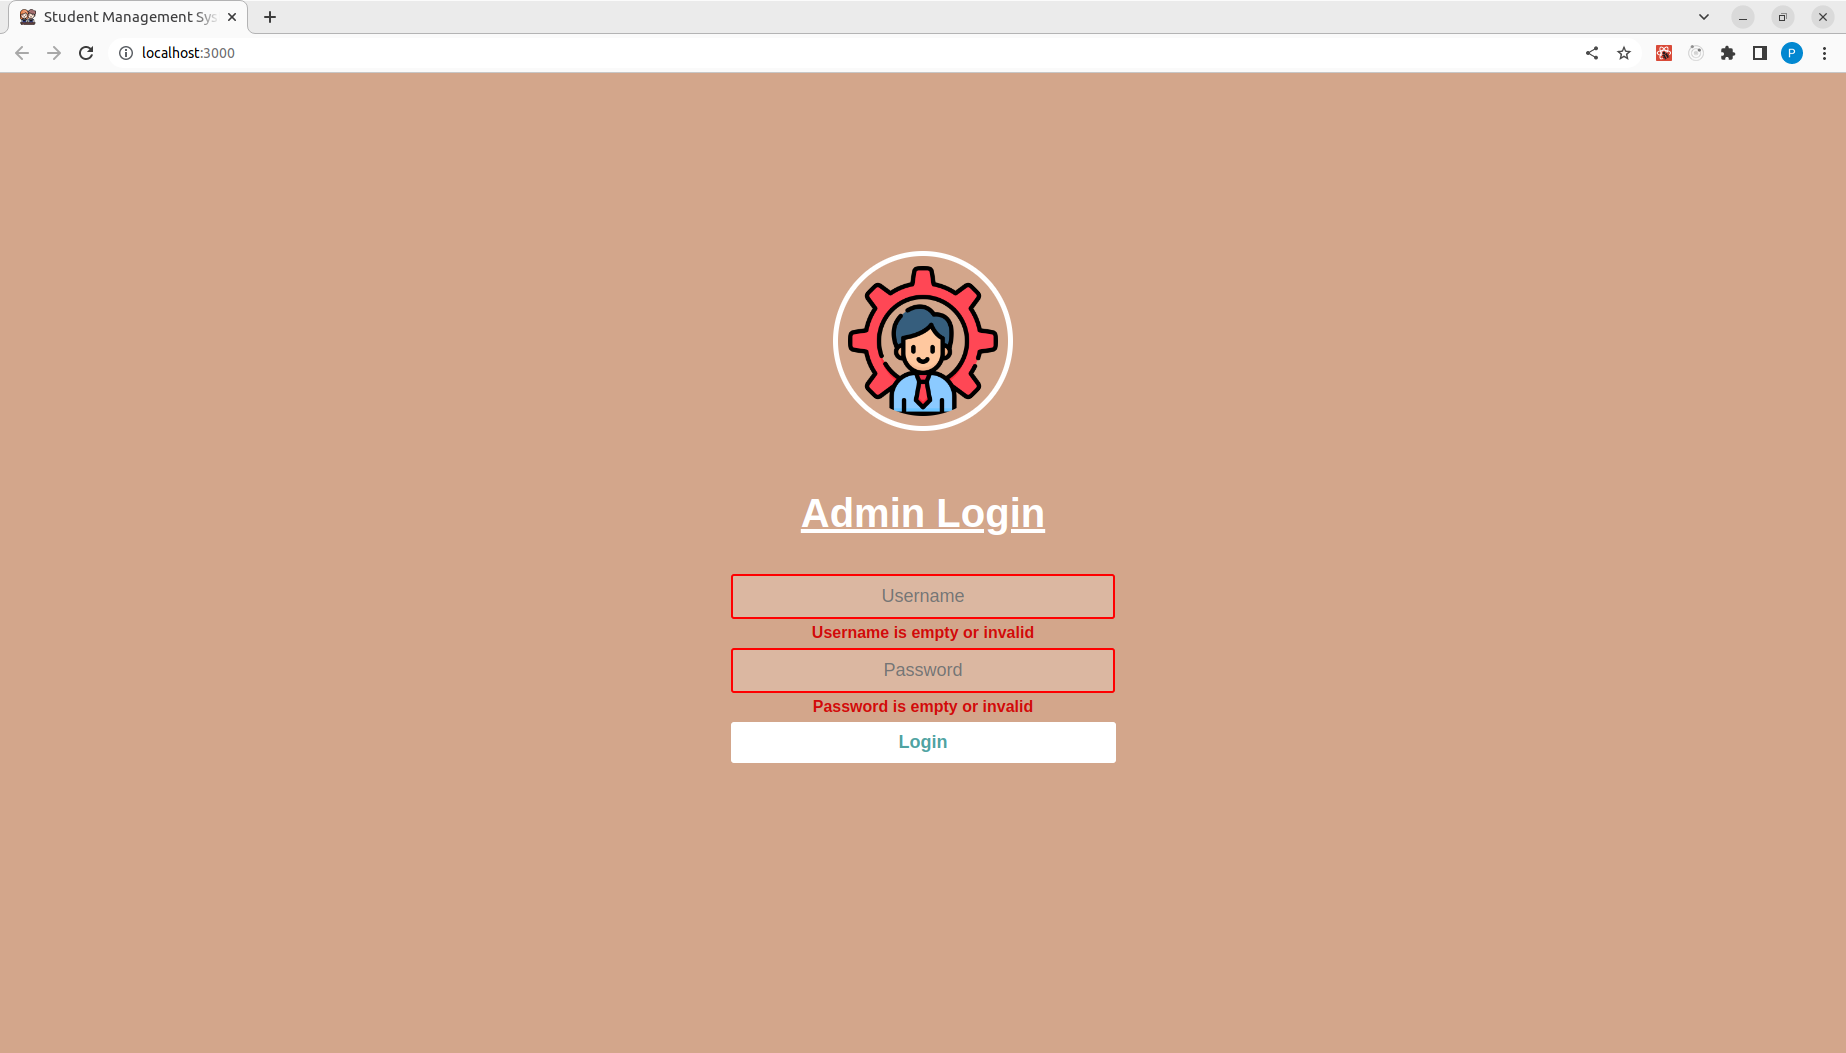 Student Management Sys
localhost:3000
P
Admin Login
Username
Username is empty or invalid
Password
Password is empty or invalid
Login